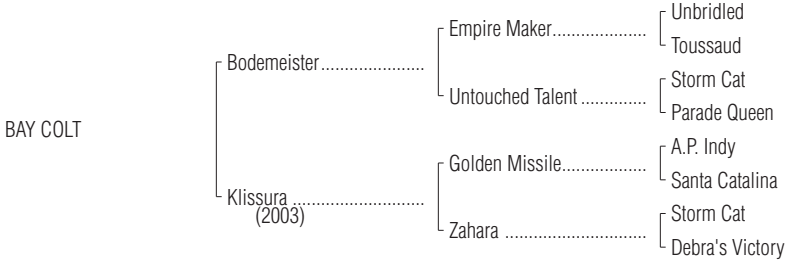 Unbridled
Empire Maker....................
Toussaud
Bodemeister......................
Storm Cat
Untouched Talent ..............
Parade Queen
BAY COLT
A.P. Indy
Golden Missile..................
Santa Catalina
Klissura ............................
(2003)
Storm Cat
Zahara ..............................
Debra's Victory